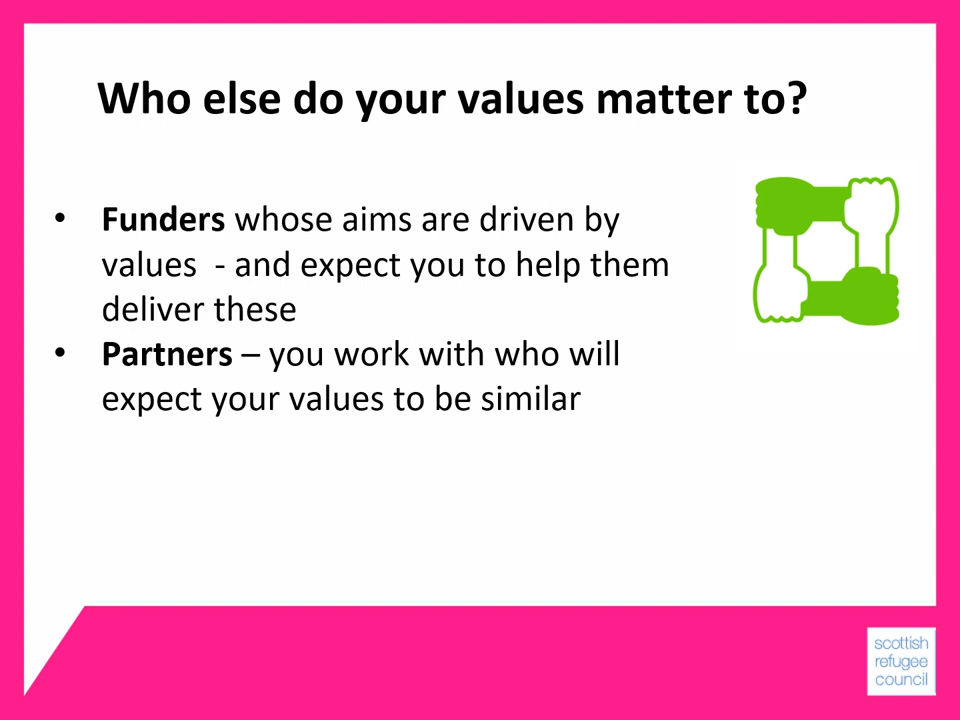 Who else do your values matter to?
• Funders whose aims are driven by
values  - and expect you to help them
deliver these
• Partners – you work with who will
expect your values to be similar
scottish
refugee
council